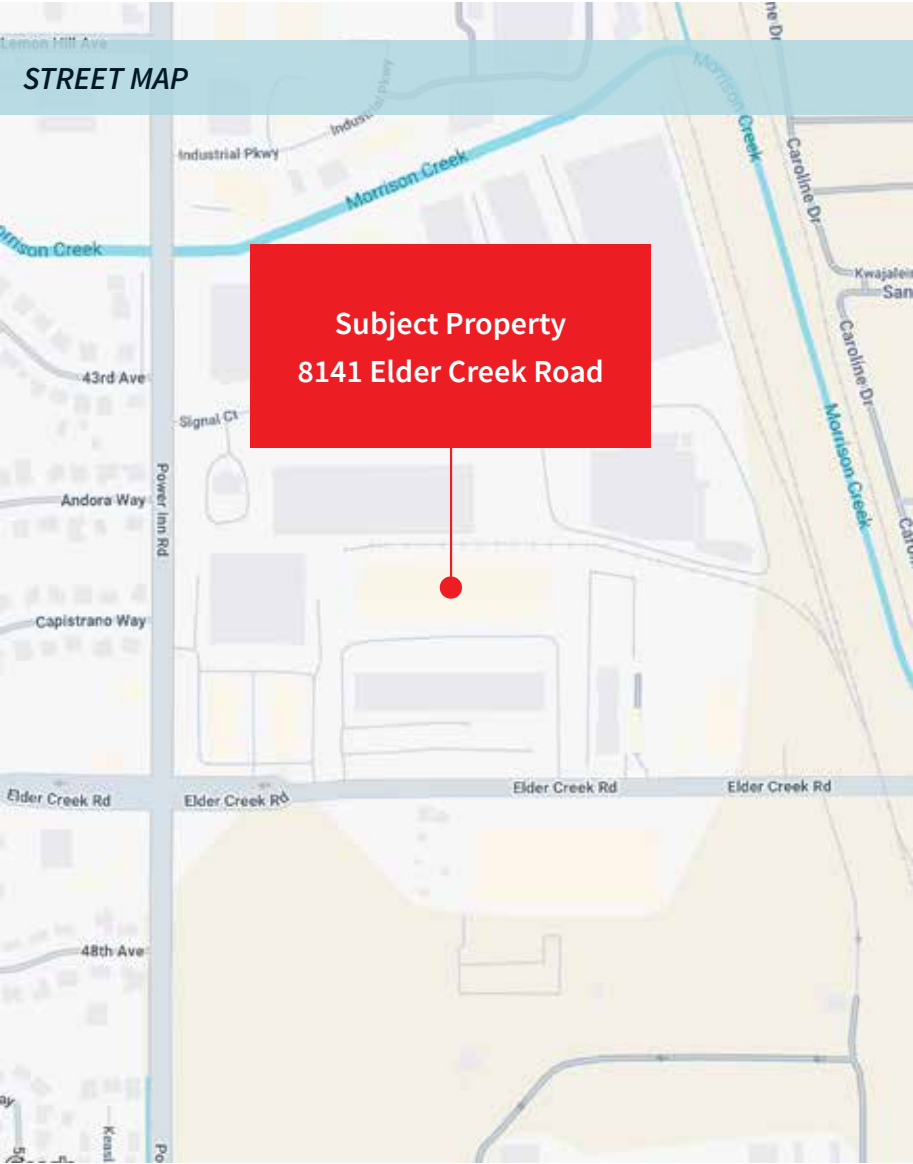 Lemon Hill Ave
STREET MAP
Industrial Pkwy
Industrial Pkwy
Morrison Creek
Morrison Creek
Morrison Creek
Caroline Dr
Kwajalein
San
Subject Property
8141 Elder Creek Road
43rd Ave
Signal Ct
Caroline Dr
Morrison Creek
Power Inn Rd
Andora Way
Capistrano Way
Elder Creek Rd
Elder Creek Rd
Elder Creek Rd
Elder Creek Rd
48th Ave